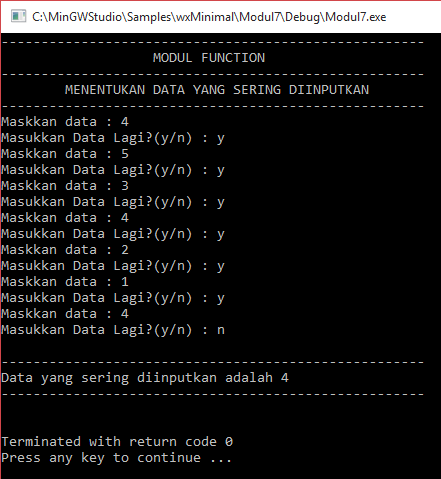 C:\MinGWStudio\Samples\wxMinimal\Modul7\Debug\Modul7.exe
-----------------------------------------------------
MODUL FUNCTION
-----------------------------------------------------
MENENTUKAN DATA YANG SERING DIINPUTKAN
-----------------------------------------------------
Maskkan data : 4
Masukkan Data Lagi?(y/n) : y
Maskkan data : 5
Masukkan Data Lagi?(y/n) : y
Maskkan data : 3
Masukkan Data Lagi?(y/n) : y
Maskkan data : 4
Masukkan Data Lagi?(y/n) : y
Maskkan data : 2
Masukkan Data Lagi?(y/n) : y
Maskkan data : 1
Masukkan Data Lagi?(y/n) : y
Maskkan data : 4
Masukkan Data Lagi?(y/n) : n
-----------------------------------------------------
Data yang sering diinputkan adalah 4
-----------------------------------------------------
Terminated with return code 0
Press any key to continue ...